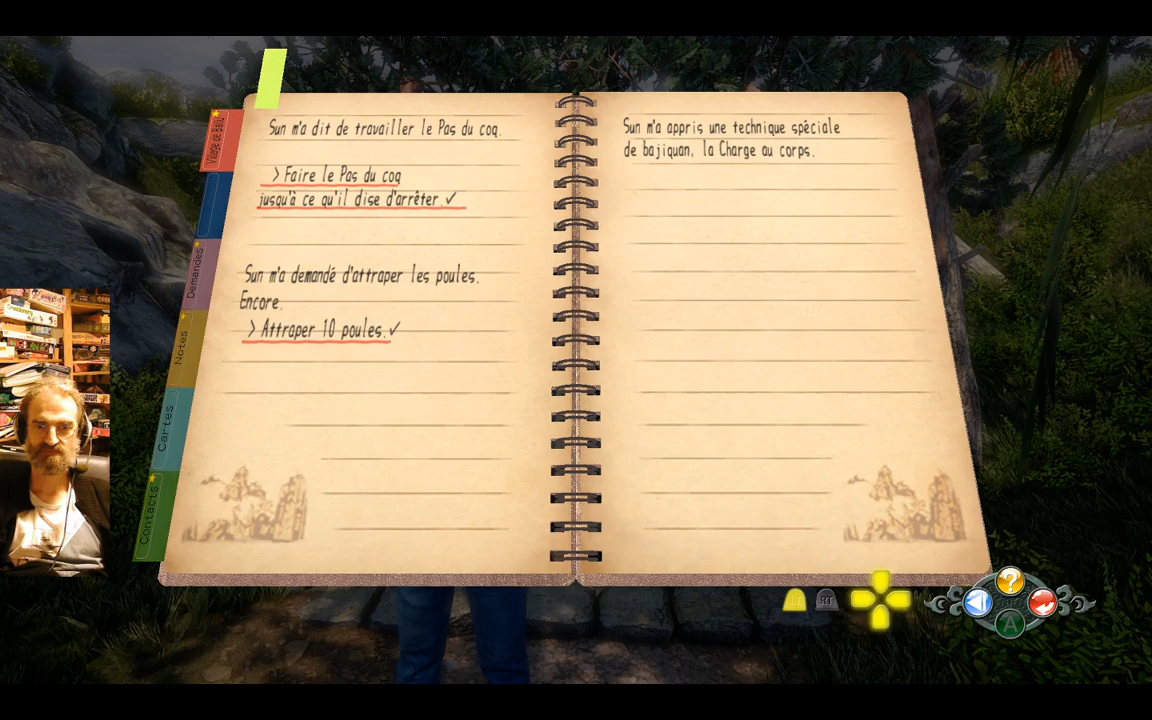 Sun m'a dit de travailler le Pas du coq.
> Faire le Pas du coq
jusqu'à ce qu'il dise d'arrêter.✓
Sun m'a demandé d'attraper les poules.
Encore.
> Attraper 10 poules.✓
Sun m'a appris une technique spéciale
de bajiquan, la Charge au corps.
Demandes
Notes
Cartes
Contacts
RT
?
A